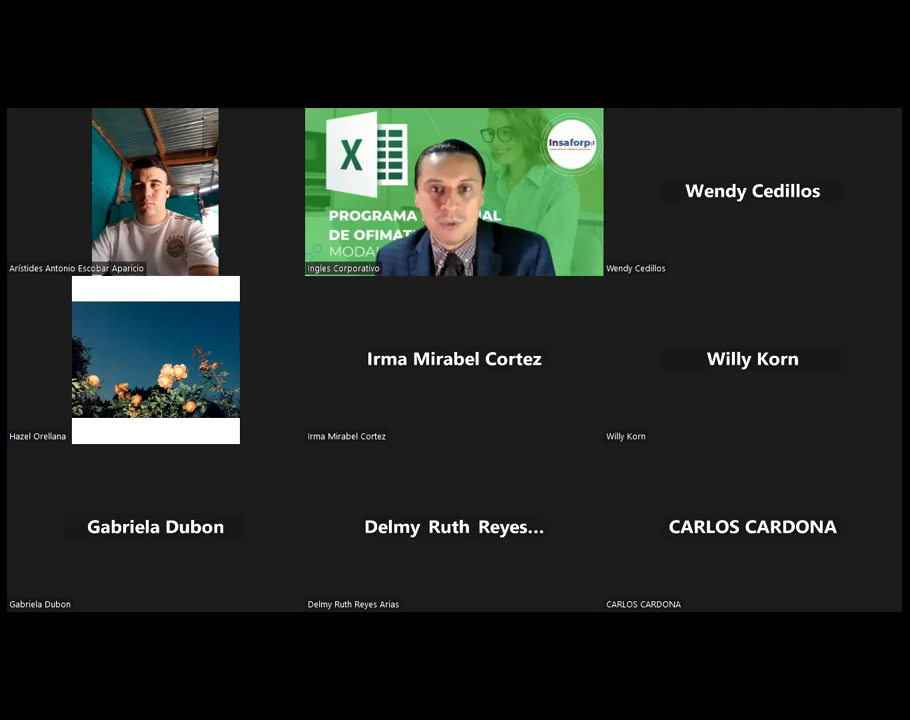 Insaforp
X
PROGRAMA
NAL
DE OFIMAT
MODAL
Wendy Cedillos
Arístides Antonio Escobar Aparicio
Ingles Corporativo
Wendy Cedillos
Irma Mirabel Cortez
Willy Korn
Hazel Orellana
Irma Mirabel Cortez
Willy Korn
Gabriela Dubon
Delmy Ruth Reyes...
CARLOS CARDONA
Gabriela Dubon
Delmy Ruth Reyes Arias
CARLOS CARDONA